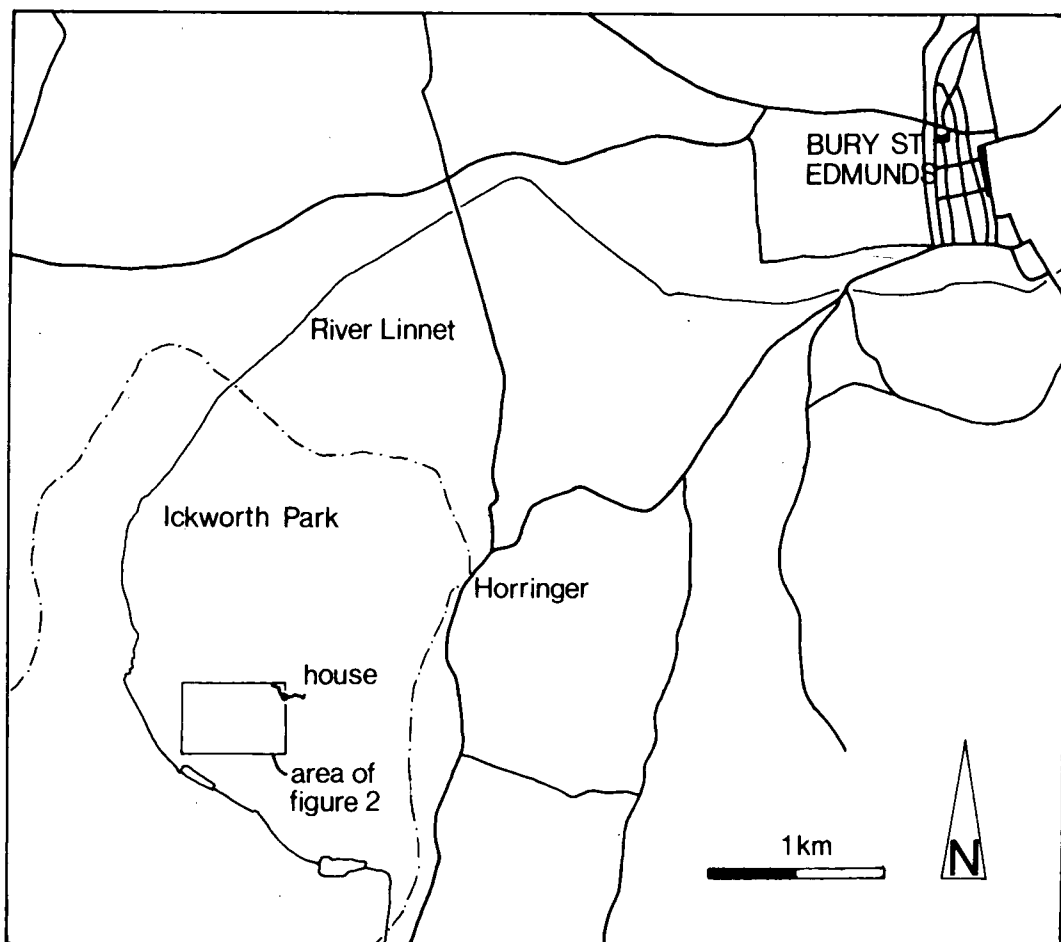 BURY ST
EDMUNDS
River Linnet
Ickworth Park
Horringer
house
area of
figure 2
1km
N